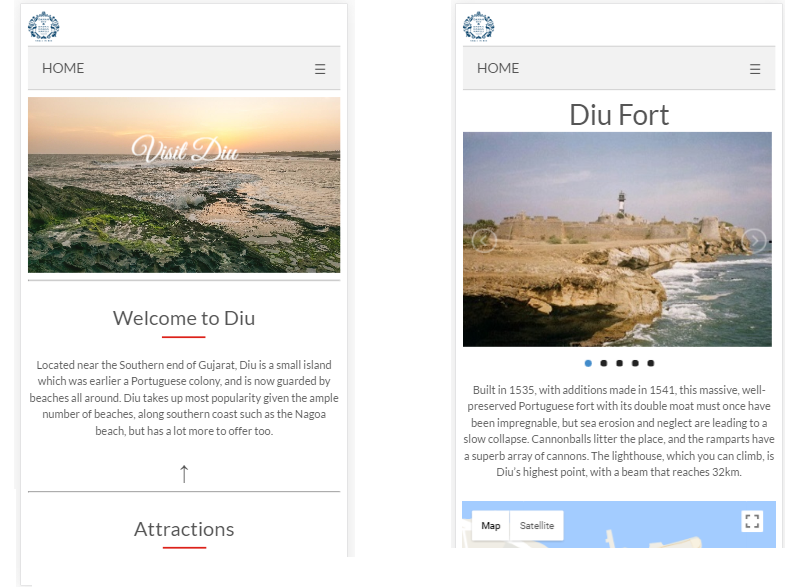 HOME
Visit Diu
Welcome to Diu
Located near the Southern end of Gujarat, Diu is a small island
which was earlier a Portuguese colony, and is now guarded by
beaches all around. Diu takes up most popularity given the ample
number of beaches, along southern coast such as the Nagoa
beach, but has a lot more to offer too.
Attractions
HOME
Diu Fort
Built in 1535, with additions made in 1541, this massive, well-
preserved Portuguese fort with its double moat must once have
been impregnable, but sea erosion and neglect are leading to a
slow collapse. Cannonballs litter the place, and the ramparts have
a superb array of cannons. The lighthouse, which you can climb, is
Diu’s highest point, with a beam that reaches 32km.
Map Satellite